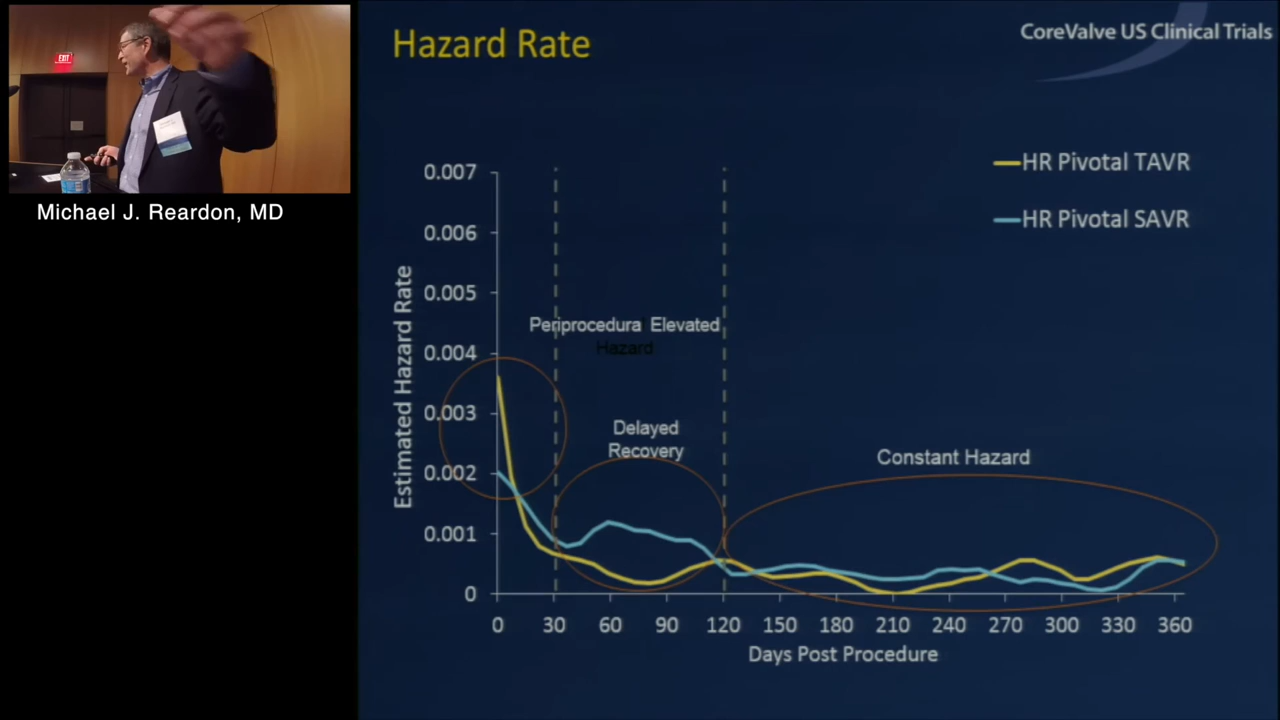 EXIT
Michael J. Reardon, MD
Hazard Rate
CoreValve US Clinical Trials
HR Pivotal TAVR
HR Pivotal SAVR
Estimated Hazard Rate
0.007
0.006
0.005
0.004
0.003
0.002
0.001
0
Periprocedura Elevated
Hazard
Delayed
Recovery
Constant Hazard
0 30 60 90 120 150 180 210 240 270 300 330 360
Days Post Procedure